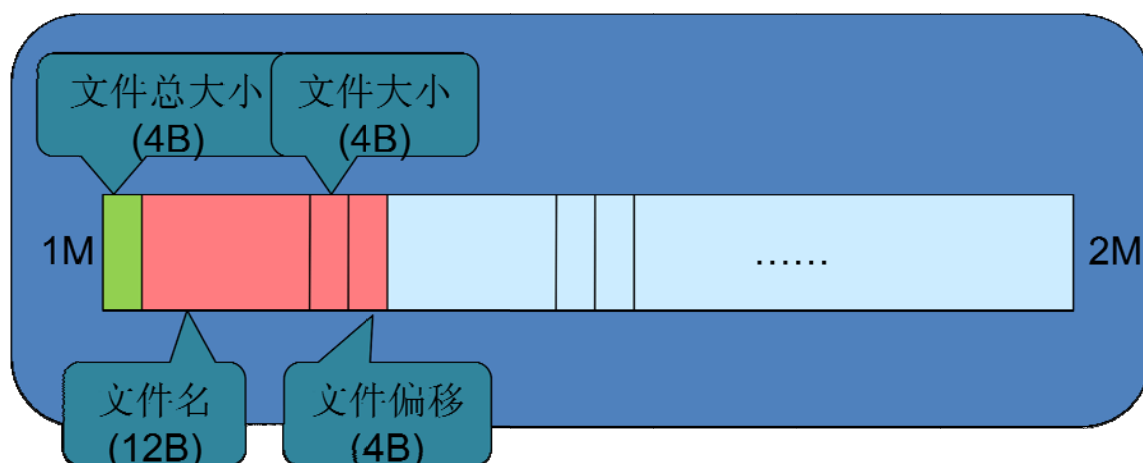 文件总大小
(4B)
文件大小
(4B)
1M
......
2M
文件名
(12B)
文件偏移
(4B)